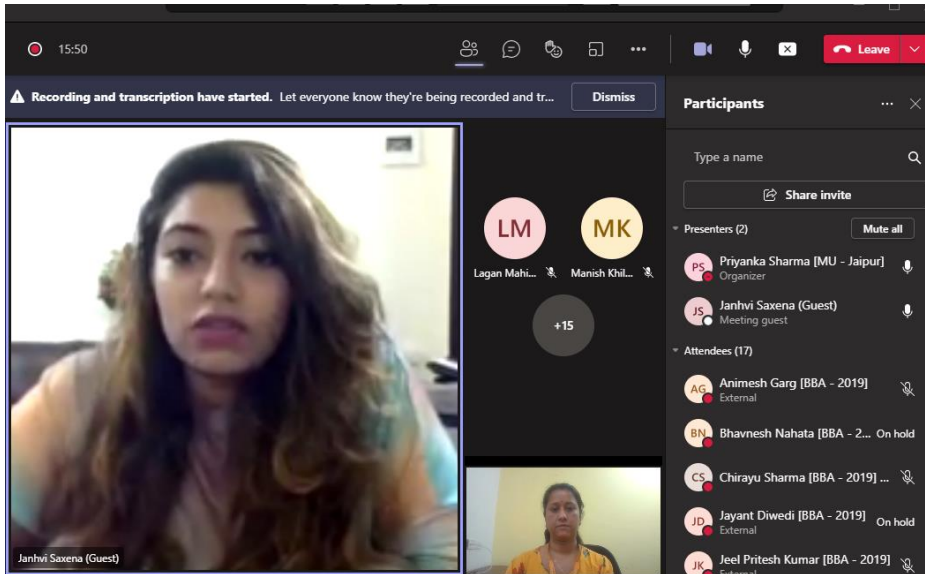 15:50
Leave
Recording and transcription have started. Let everyone know they're being recorded and tr...
Dismiss
Participants
Type a name
Share invite
Presenters (2)
Mute all
PS
Priyanka Sharma [MU - Jaipur]
Organizer
JS
Janhvi Saxena (Guest)
Meeting guest
Attendees (17)
AG
Animesh Garg [BBA - 2019]
External
BN
Bhavnesh Nahata [BBA - 2... On hold
CS
Chirayu Sharma [BBA - 2019] ...
JD
Jayant Diwedi [BBA - 2019]
External
On hold
JK
Jeel Pritesh Kumar [BBA - 2019]
External
LM
Lagan Mahi...
MK
Manish Khil...
+15
Janhvi Saxena (Guest)